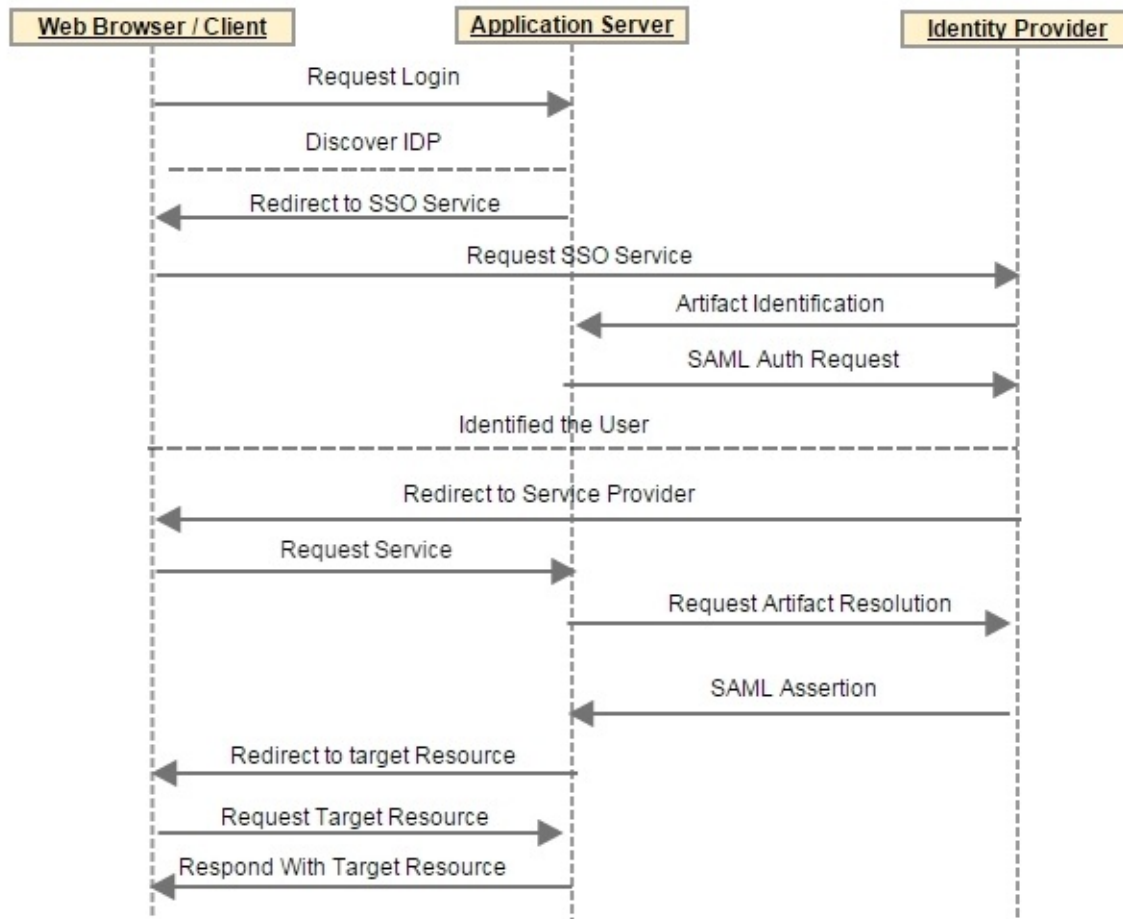 Web Browser / Client
Application Server
Identity Provider
Request Login
Discover IDP
Redirect to SSO Service
Request SSO Service
Artifact Identification
SAML Auth Request
Identified the User
Redirect to Service Provider
Request Service
Request Artifact Resolution
SAML Assertion
Redirect to target Resource
Request Target Resource
Respond With Target Resource